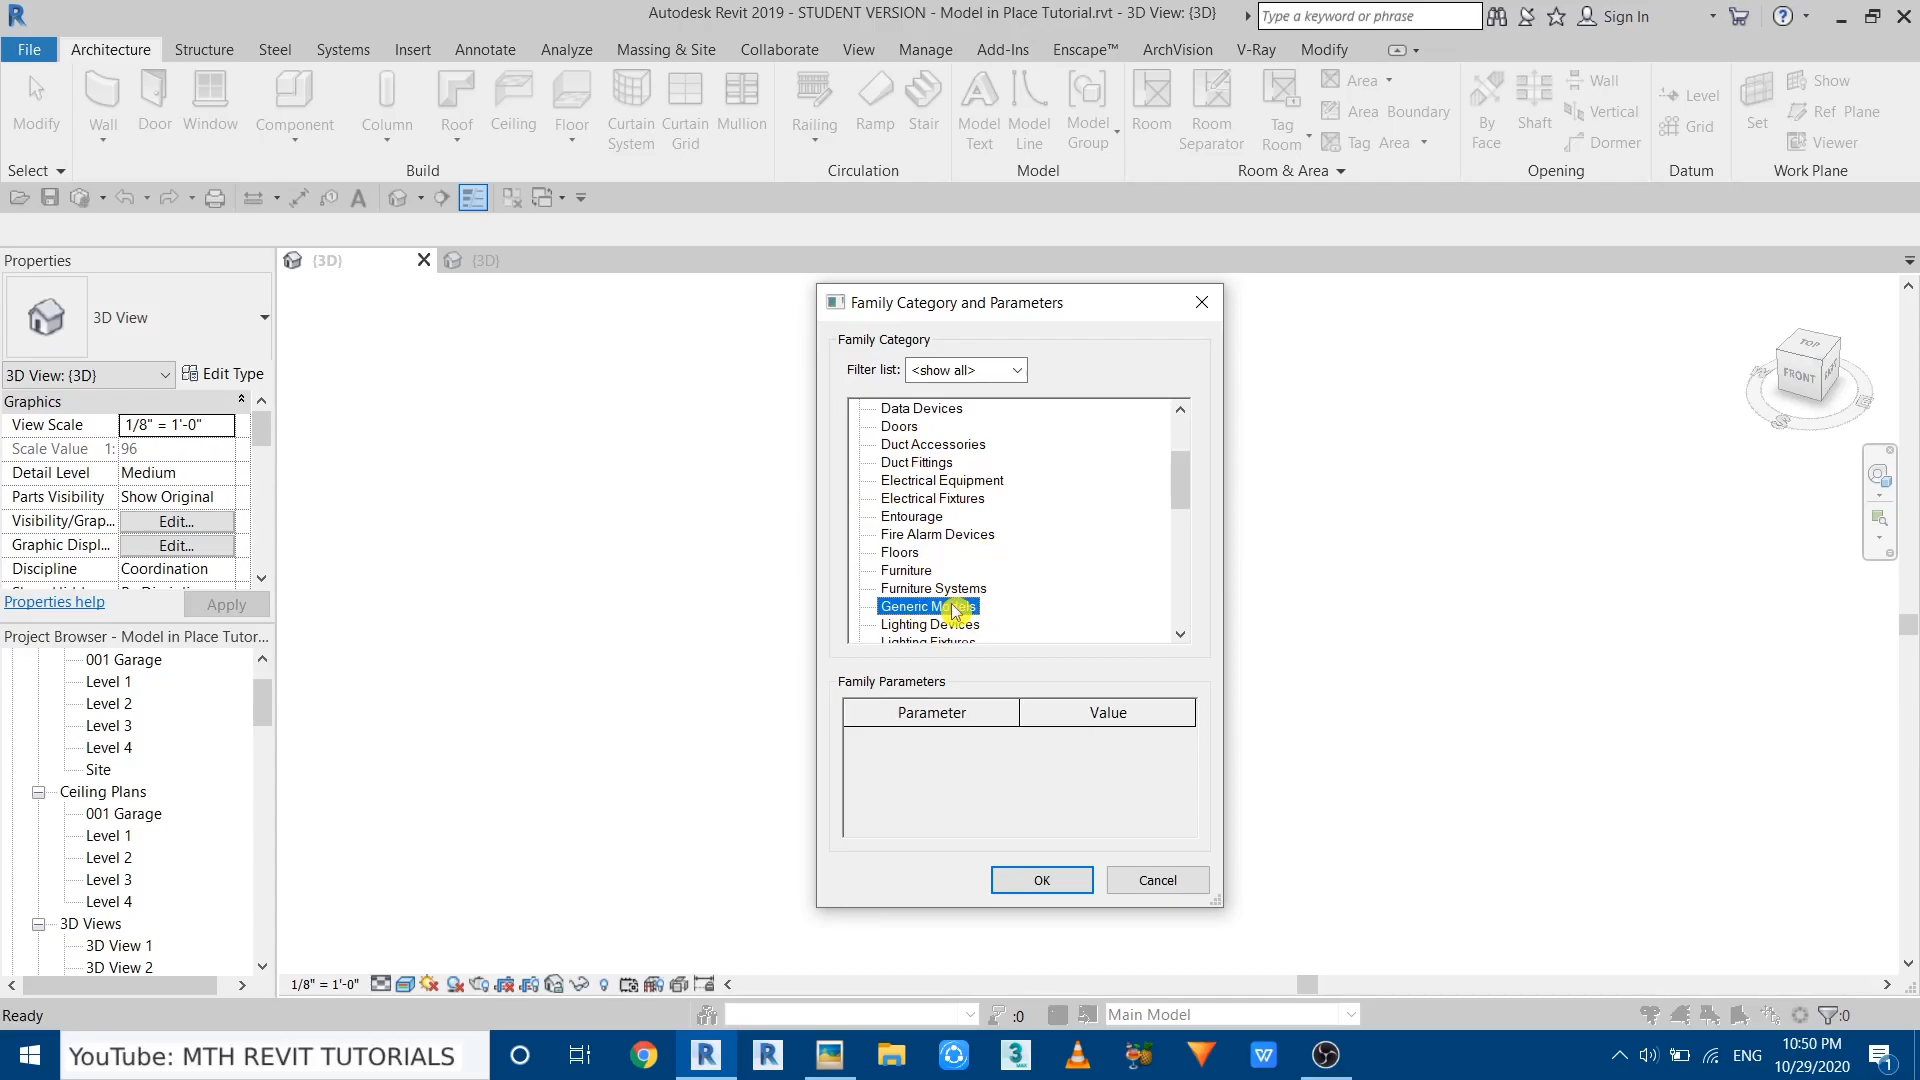 Autodesk Revit 2019 - STUDENT VERSION - Model in Place Tutorial.rvt - 3D View: {3D}
Type a keyword or phrase
Sign In
File Architecture Structure Steel Systems Insert Annotate Analyze Massing & Site Collaborate View Manage Add-Ins Enscape™ ArchVision V-Ray Modify
Modify Wall Door Window Component Column Roof Ceiling Floor Curtain System Curtain Grid Mullion Railing Ramp Stair Model Text Model Line Model Group Room Room Separator Tag Room
Area
Area Boundary
Tag Area
By Face Shaft
Wall
Vertical
Dormer
Level
Grid
Set
Show
Ref Plane
Viewer
Select Build Circulation Model Room & Area Opening Datum Work Plane
Properties
{3D}
{3D}
3D View
3D View: {3D}
Edit Type
Graphics
View Scale 1/8" = 1'-0"
Scale Value 1: 96
Detail Level Medium
Parts Visibility Show Original
Visibility/Grap... Edit...
Graphic Displ... Edit...
Discipline Coordination
Properties help
Apply
Project Browser - Model in Place Tutor...
001 Garage
Level 1
Level 2
Level 3
Level 4
Site
Ceiling Plans
001 Garage
Level 1
Level 2
Level 3
Level 4
3D Views
3D View 1
3D View 2
Family Category and Parameters
Family Category
Filter list: <show all>
Data Devices
Doors
Duct Accessories
Duct Fittings
Electrical Equipment
Electrical Fixtures
Entourage
Fire Alarm Devices
Floors
Furniture
Furniture Systems
Generic Models
Lighting Devices
Lighting Fixtures
Family Parameters
Parameter Value
OK Cancel
TOP
FRONT
S
1/8" = 1'-0"
Ready
:0
Main Model
:0
YouTube: MTH REVIT TUTORIALS
ENG
10:50 PM
10/29/2020
1